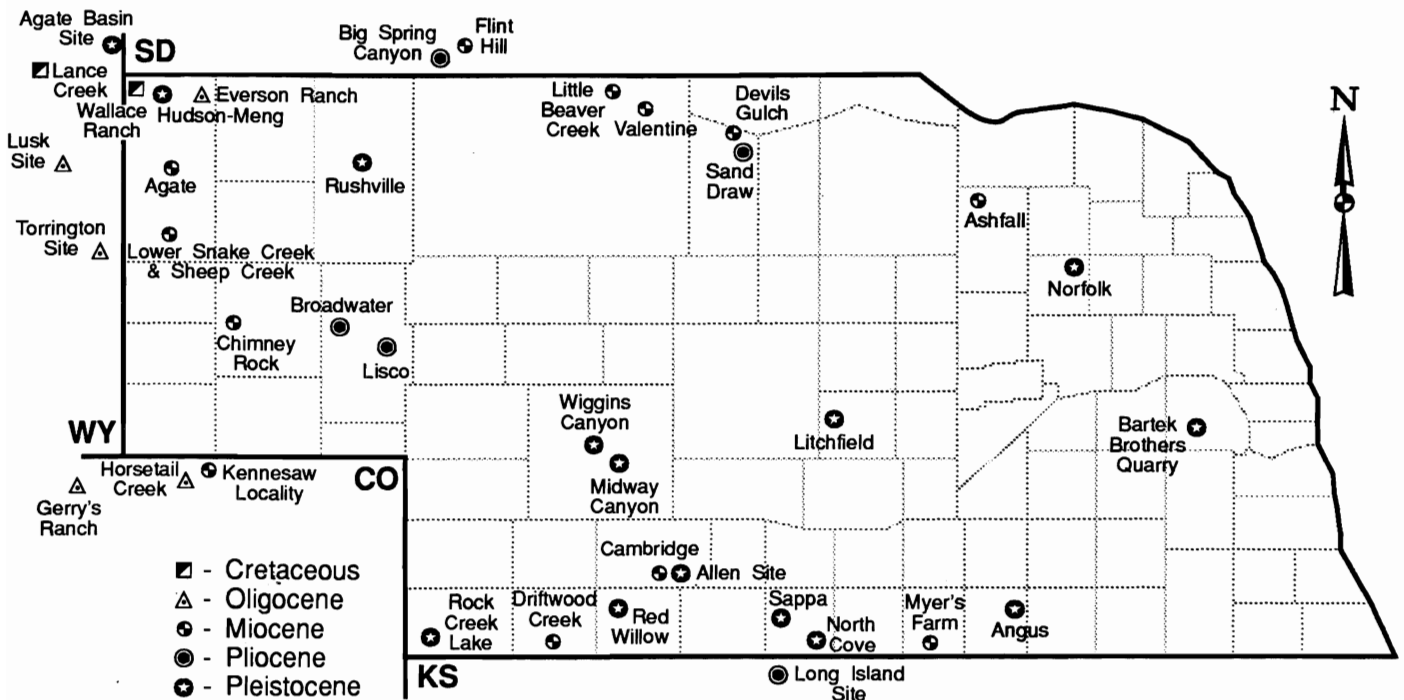 Agate Basin
Site
SD
Big Spring
Canyon
Flint
Hill
Lance
Creek
Wallace
Ranch
Hudson-Meng
Everson Ranch
Little
Beaver
Creek
Valentine
Devils
Gulch
Sand
Draw
N
Lusk
Site
Agate
Rushville
Ashfall
Torrington
Site
Lower Snake Creek
& Sheep Creek
Norfolk
Broadwater
Chimney
Rock
Lisco
Wiggins
Canyon
Midway
Canyon
Litchfield
Bartek
Brothers
Quarry
WY
Horsetail
Creek
Kennesaw
Locality
CO
Gerry's
Ranch
Cambridge
Allen Site
Rock
Creek
Lake
Driftwood
Creek
Red
Willow
Sappa
North
Cove
Myer's
Farm
Angus
KS
Long Island
Site
- Cretaceous
- Oligocene
- Miocene
- Pliocene
- Pleistocene